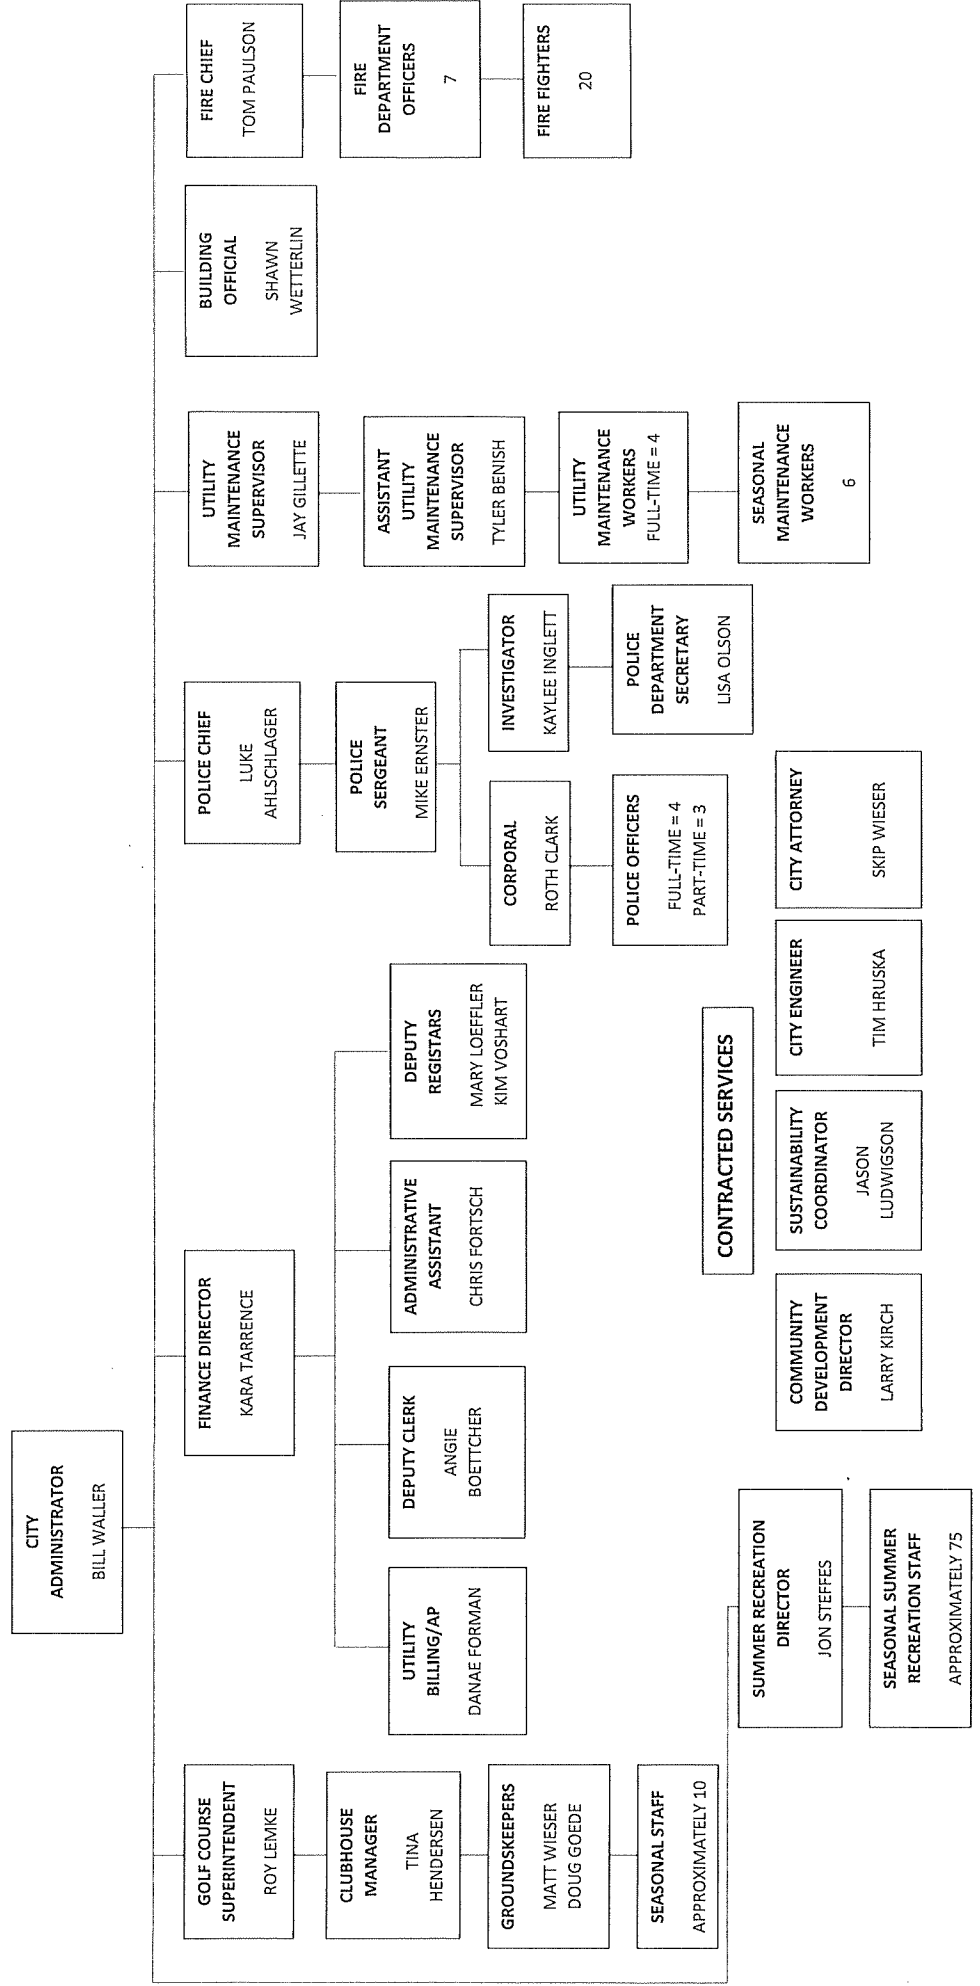 CITY
ADMINISTRATOR
BILL WALLER
GOLF COURSE
SUPERINTENDENT
ROY LEMKE
CLUBHOUSE
MANAGER
TINA
HENDERSEN
GROUNDSKEEPERS
MATT WIESER
DOUG GOEDE
SEASONAL STAFF
APPROXIMATELY 10
SUMMER RECREATION
DIRECTOR
JON STEFFES
SEASONAL SUMMER
RECREATION STAFF
APPROXIMATELY 75
FINANCE DIRECTOR
KARA TARRENCE
UTILITY
BILLING/AP
DANAE FORMAN
DEPUTY CLERK
ANGIE
BOETTCHER
ADMINISTRATIVE
ASSISTANT
CHRIS FORTSCH
DEPUTY
REGISTARS
MARY LOEFFLER
KIM VOSHART
POLICE CHIEF
LUKE
AHLSCHLAGER
POLICE
SERGEANT
MIKE ERNSTER
CORPORAL
ROTH CLARK
POLICE OFFICERS
FULL-TIME = 4
PART-TIME = 3
INVESTIGATOR
KAYLEE INGLETT
POLICE
DEPARTMENT
SECRETARY
LISA OLSON
UTILITY
MAINTENANCE
SUPERVISOR
JAY GILLETTE
ASSISTANT
UTILITY
MAINTENANCE
SUPERVISOR
TYLER BENISH
UTILITY
MAINTENANCE
WORKERS
FULL-TIME = 4
SEASONAL
MAINTENANCE
WORKERS
6
BUILDING
OFFICIAL
SHAWN
WETTERLIN
FIRE CHIEF
TOM PAULSON
FIRE
DEPARTMENT
OFFICERS
7
FIRE FIGHTERS
20
CONTRACTED SERVICES
COMMUNITY
DEVELOPMENT
DIRECTOR
LARRY KIRCH
SUSTAINABILITY
COORDINATOR
JASON
LUDWIGSON
CITY ENGINEER
TIM HRUSKA
CITY ATTORNEY
SKIP WIESER